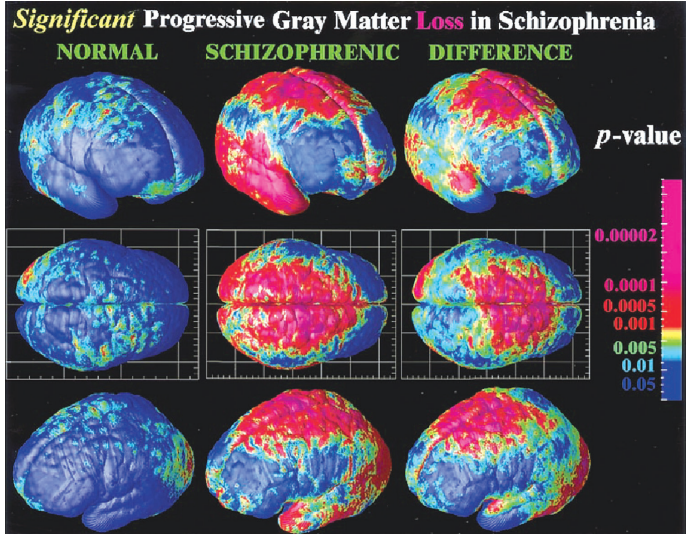 Significant Progressive Gray Matter Loss in Schizophrenia
NORMAL SCHIZOPHRENIC DIFFERENCE
p-value
0.00002
0.0001
0.0005
0.001
0.005
0.01
0.05